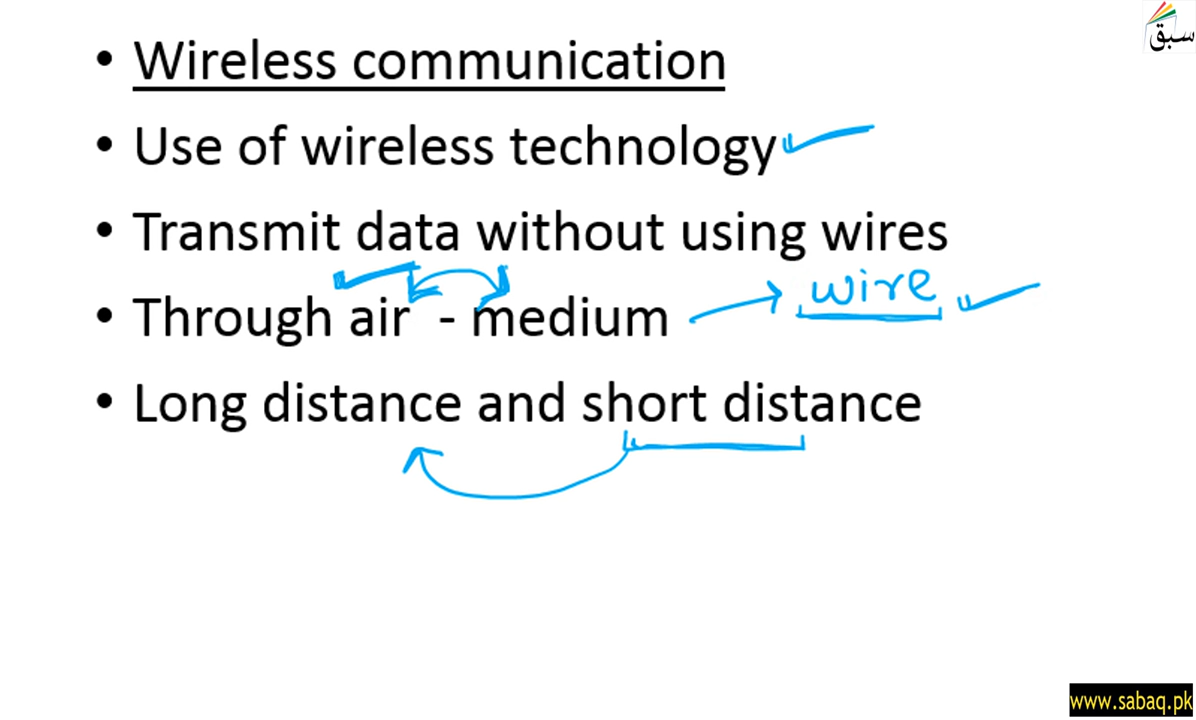 سبق
• Wireless communication
• Use of wireless technology
• Transmit data without using wires
• Through air - medium → wire
• Long distance and short distance
www.sabaq.pk